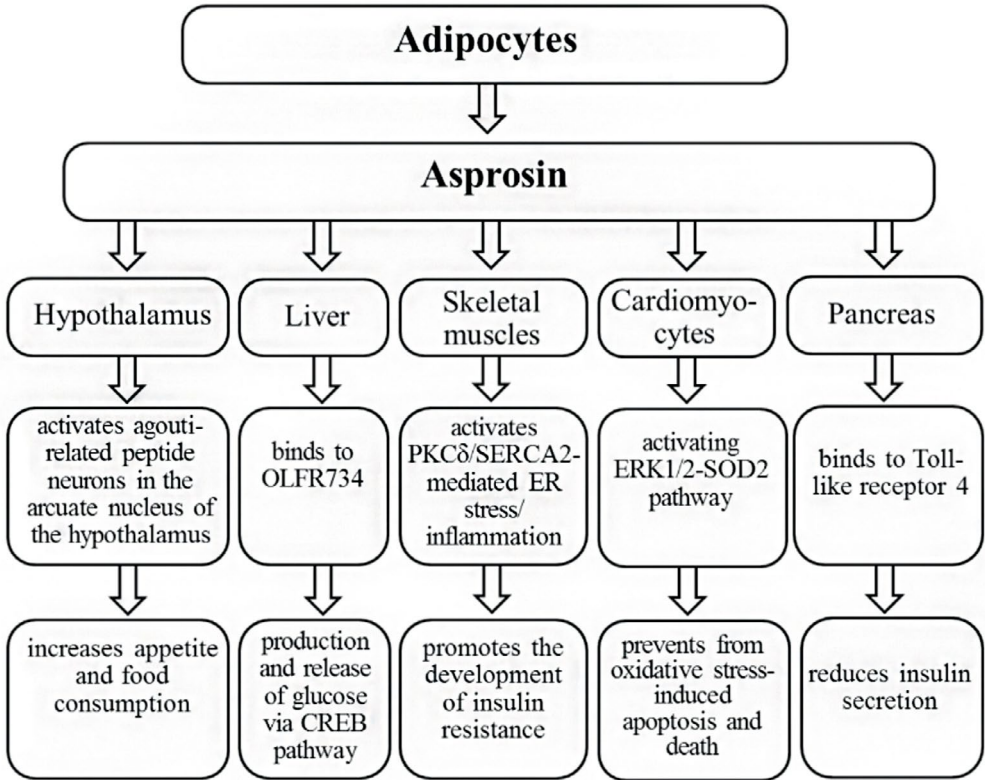 Adipocytes
Asprosin
Hypothalamus
Liver
Skeletal
muscles
Cardiomyo-
cytes
Pancreas
activates agouti-
related peptide
neurons in the
arcuate nucleus of
the hypothalamus
binds to
OLFR734
activates
PKCδ/SERCA2-
mediated ER
stress/
inflammation
activating
ERK1/2-SOD2
pathway
binds to Toll-
like receptor 4
increases appetite
and food
consumption
production
and release
of glucose
via CREB
pathway
promotes the
development
of insulin
resistance
prevents from
oxidative stress-
induced
apoptosis and
death
reduces insulin
secretion